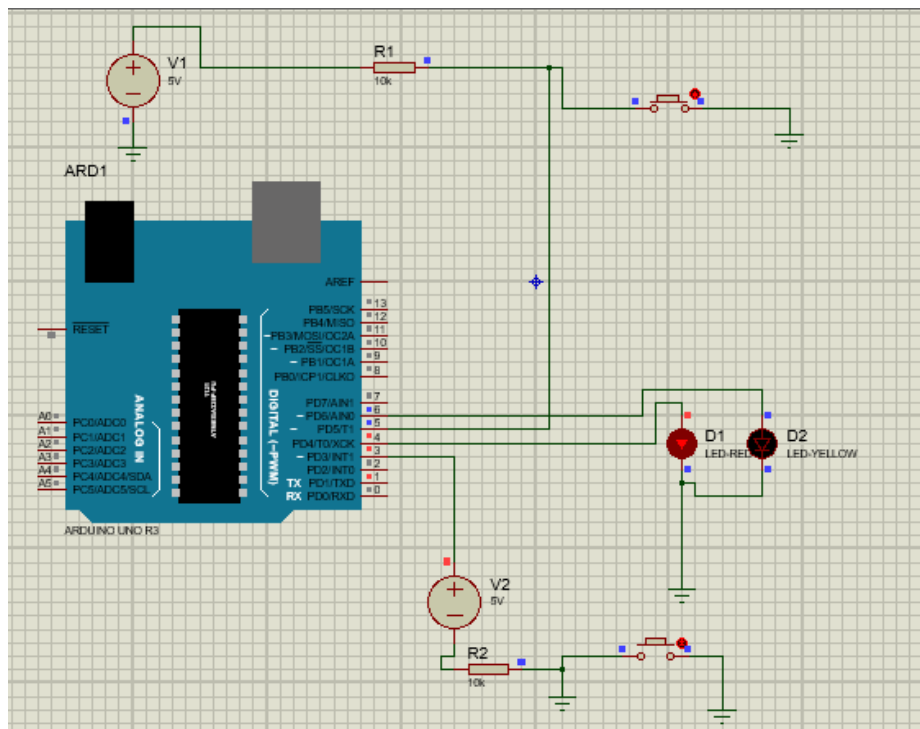 R1
V1
5V
10k
ARD1
AREF
RESET
PB5/SCK 13
PB4/MISO 12
~PB3/MOSI/OC2A 11
~PB2/SS/OC1B 10
~PB1/OC1A 9
PB0/ICP1/CLKO 8
PD7/AIN1 7
~PD6/AIN0 6
~PD5/T1 5
PD4/T0/XCK 4
~PD3/INT1 3
PD2/INT0 2
TX PD1/TXD 1
RX PD0/RXD 0
DIGITAL (~PWM)
ANALOG IN
A0 PC0/ADC0
A1 PC1/ADC1
A2 PC2/ADC2
A3 PC3/ADC3
A4 PC4/ADC4/SDA
A5 PC5/ADC5/SCL
ARDUINO UNO R3
D1
LED-RED
D2
LED-YELLOW
V2
5V
R2
10k